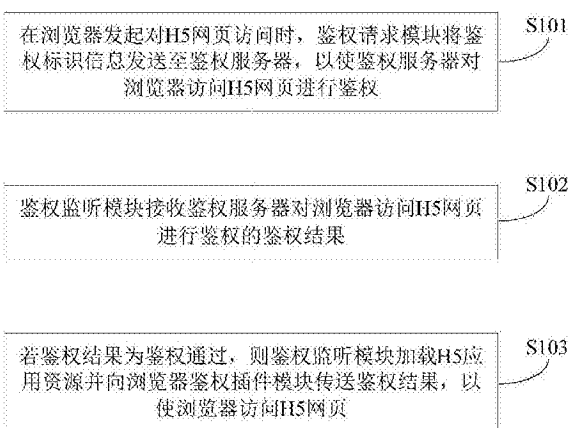 在浏览器发起对H5网页访问时，鉴权请求模块将鉴
权标识信息发送至鉴权服务器，以使鉴权服务器对
浏览器访问H5网页进行鉴权
S101
鉴权监听模块接收鉴权服务器对浏览器访问H5网页
进行鉴权的鉴权结果
S102
若鉴权结果为鉴权通过，则鉴权监听模块加载H5应
用资源并向浏览器鉴权插件模块传送鉴权结果，以
使浏览器访问H5网页
S103